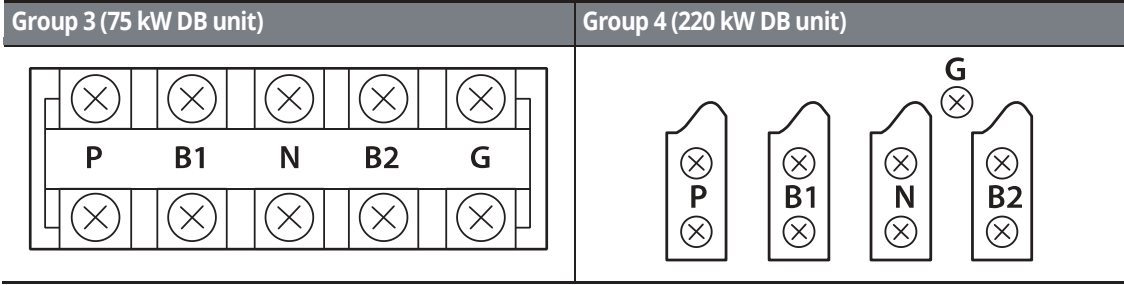 Group 3 (75 kW DB unit)
Group 4 (220 kW DB unit)
P B1 N B2 G
G
P B1 N B2